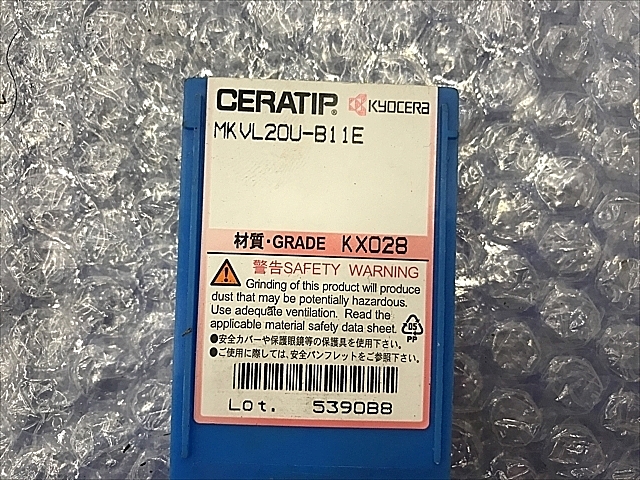 CERATIP® KYOCERA
MKVL20U-B11E
材質・GRADE KX028
警告SAFETY WARNING
Grinding of this product will produce
dust that may be potentially hazardous.
Use adequate ventilation. Read the
applicable material safety data sheet.
05
PP
●安全カバーや保護眼鏡等の保護具を使用下さい。
●ご使用に際しては、安全パンフレットをご参照下さい。
Lot. 5390B8